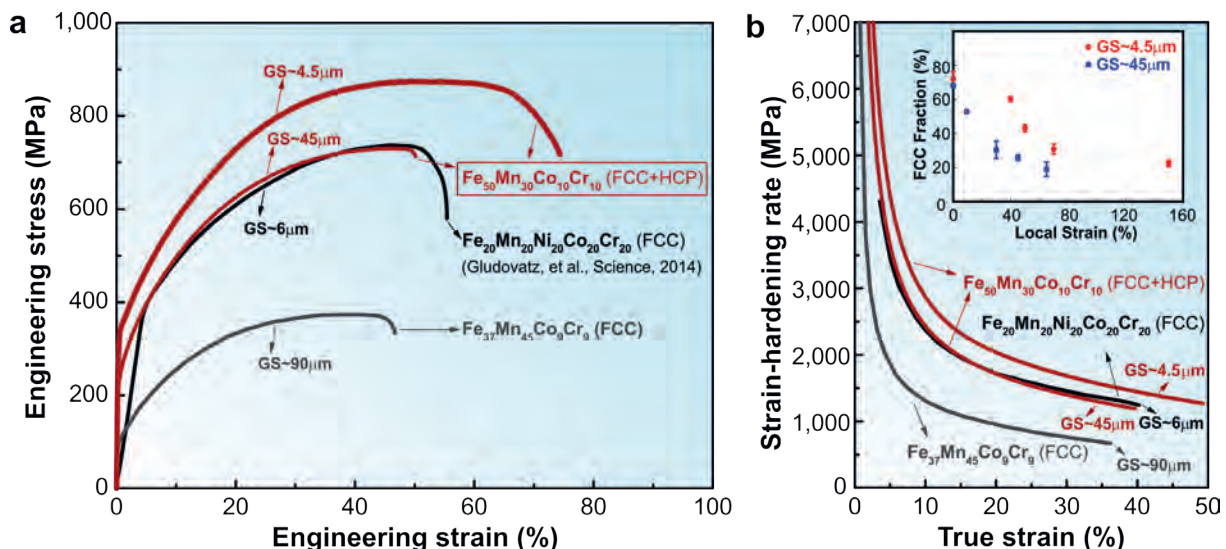 a
1,000
800
600
400
200
0
Engineering stress (MPa)
GS~4.5μm
GS~45μm
GS~6μm
GS~90μm
Fe₅₀Mn₃₀Co₁₀Cr₁₀ (FCC+HCP)
Fe₂₀Mn₂₀Ni₂₀Co₂₀Cr₂₀ (FCC)
(Gludovatz, et al., Science, 2014)
Fe₃₇Mn₄₅Co₉Cr₉ (FCC)
0 20 40 60 80 100
Engineering strain (%)
b
7,000
6,000
5,000
4,000
3,000
2,000
1,000
0
Strain-hardening rate (MPa)
GS~4.5μm
GS~45μm
80
60
40
20
0
FCC Fraction (%)
0 40 80 120 160
Local Strain (%)
Fe₅₀Mn₃₀Co₁₀Cr₁₀ (FCC+HCP)
Fe₂₀Mn₂₀Ni₂₀Co₂₀Cr₂₀ (FCC)
GS~4.5μm
GS~45μm
GS~6μm
Fe₃₇Mn₄₅Co₉Cr₉ (FCC)
GS~90μm
0 10 20 30 40 50
True strain (%)